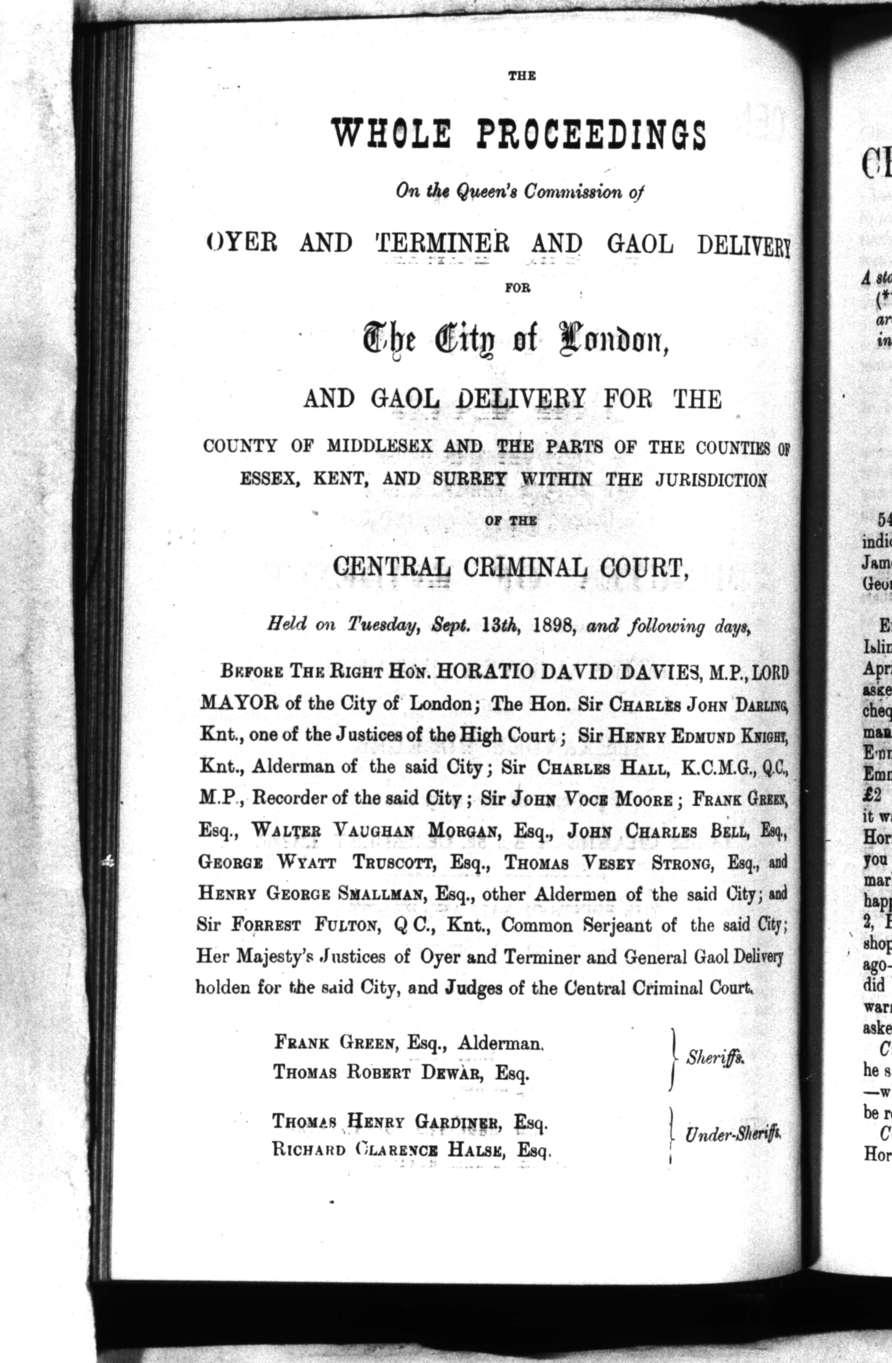 THE
WHOLE PROCEEDINGS
On the Queen's Commission of
OYER AND TERMINER AND GAOL DELIVERY
FOR
The City of London,
AND GAOL DELIVERY FOR THE
COUNTY OF MIDDLESEX AND THE PARTS OF THE COUNTIES OF
ESSEX, KENT, AND SURREY WITHIN THE JURISDICTION
OF THE
CENTRAL CRIMINAL COURT,
Held on Tuesday, Sept. 13th, 1898, and following days,
BEFORE THE RIGHT HON. HORATIO DAVID DAVIES, M.P., LORD
MAYOR of the City of London; The Hon. Sir CHARLES JOHN DARLING,
Knt., one of the Justices of the High Court; Sir HENRY EDMUND KNIGHT,
Knt., Alderman of the said City; Sir CHARLES HALL, K.C.M.G., Q.C.,
M.P., Recorder of the said City; Sir JOHN VOCE MOORE; FRANK GREEN,
Esq., WALTER VAUGHAN MORGAN, Esq., JOHN CHARLES BELL, Esq.,
GEORGE WYATT TRUSCOTT, Esq., THOMAS VESEY STRONG, Esq., and
HENRY GEORGE SMALLMAN, Esq., other Aldermen of the said City; and
Sir FORREST FULTON, Q C., Knt., Common Serjeant of the said City;
Her Majesty's Justices of Oyer and Terminer and General Gaol Delivery
holden for the said City, and Judges of the Central Criminal Court.
FRANK GREEN, Esq., Alderman.
THOMAS ROBERT DEWAR, Esq.
Sheriffs.
THOMAS HENRY GARDINER, Esq.
RICHARD CLARENCE HALSE, Esq.
Under-Sheriffs.
A
in
£2
it
you
2,
did
he
be